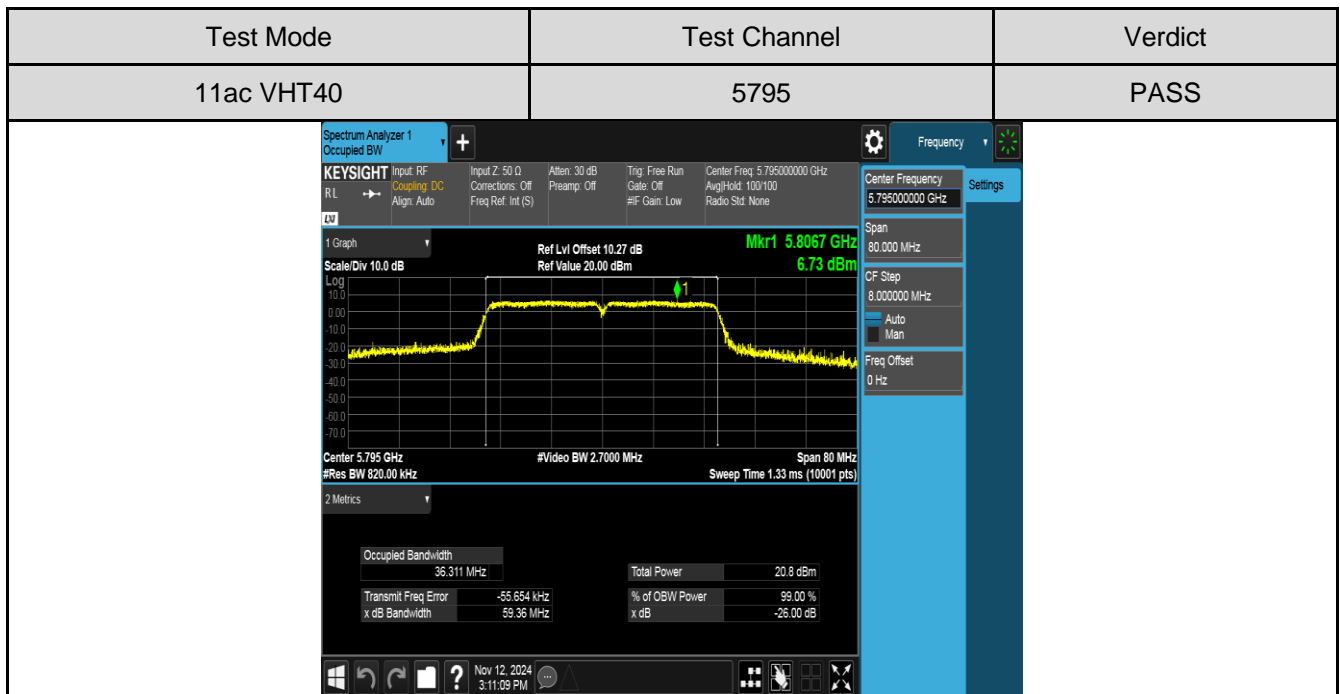 Test Mode Test Channel Verdict
11ac VHT40 5795 PASS
Spectrum Analyzer 1
Occupied BW
+
Frequency
KEYSIGHT Input: RF Input Z: 50 Ω Atten: 30 dB Trig: Free Run Center Freq: 5.795000000 GHz
RL Coupling: DC Corrections: Off Preamp: Off Gate: Off Avg|Hold: 100/100
Align: Auto Freq Ref: Int (S) #IF Gain: Low Radio Std: None
LXI
Center Frequency
5.795000000 GHz
Settings
Span
80.000 MHz
CF Step
8.000000 MHz
Auto
Man
Freq Offset
0 Hz
1 Graph Ref Lvl Offset 10.27 dB Mkr1 5.8067 GHz
Scale/Div 10.0 dB Ref Value 20.00 dBm 6.73 dBm
Log
10.0
1
0.00
-10.0
-20.0
-30.0
-40.0
-50.0
-60.0
-70.0
Center 5.795 GHz #Video BW 2.7000 MHz Span 80 MHz
#Res BW 820.00 kHz Sweep Time 1.33 ms (10001 pts)
2 Metrics
Occupied Bandwidth
36.311 MHz Total Power 20.8 dBm
Transmit Freq Error -55.654 kHz % of OBW Power 99.00 %
x dB Bandwidth 59.36 MHz x dB -26.00 dB
? Nov 12, 2024
3:11:09 PM